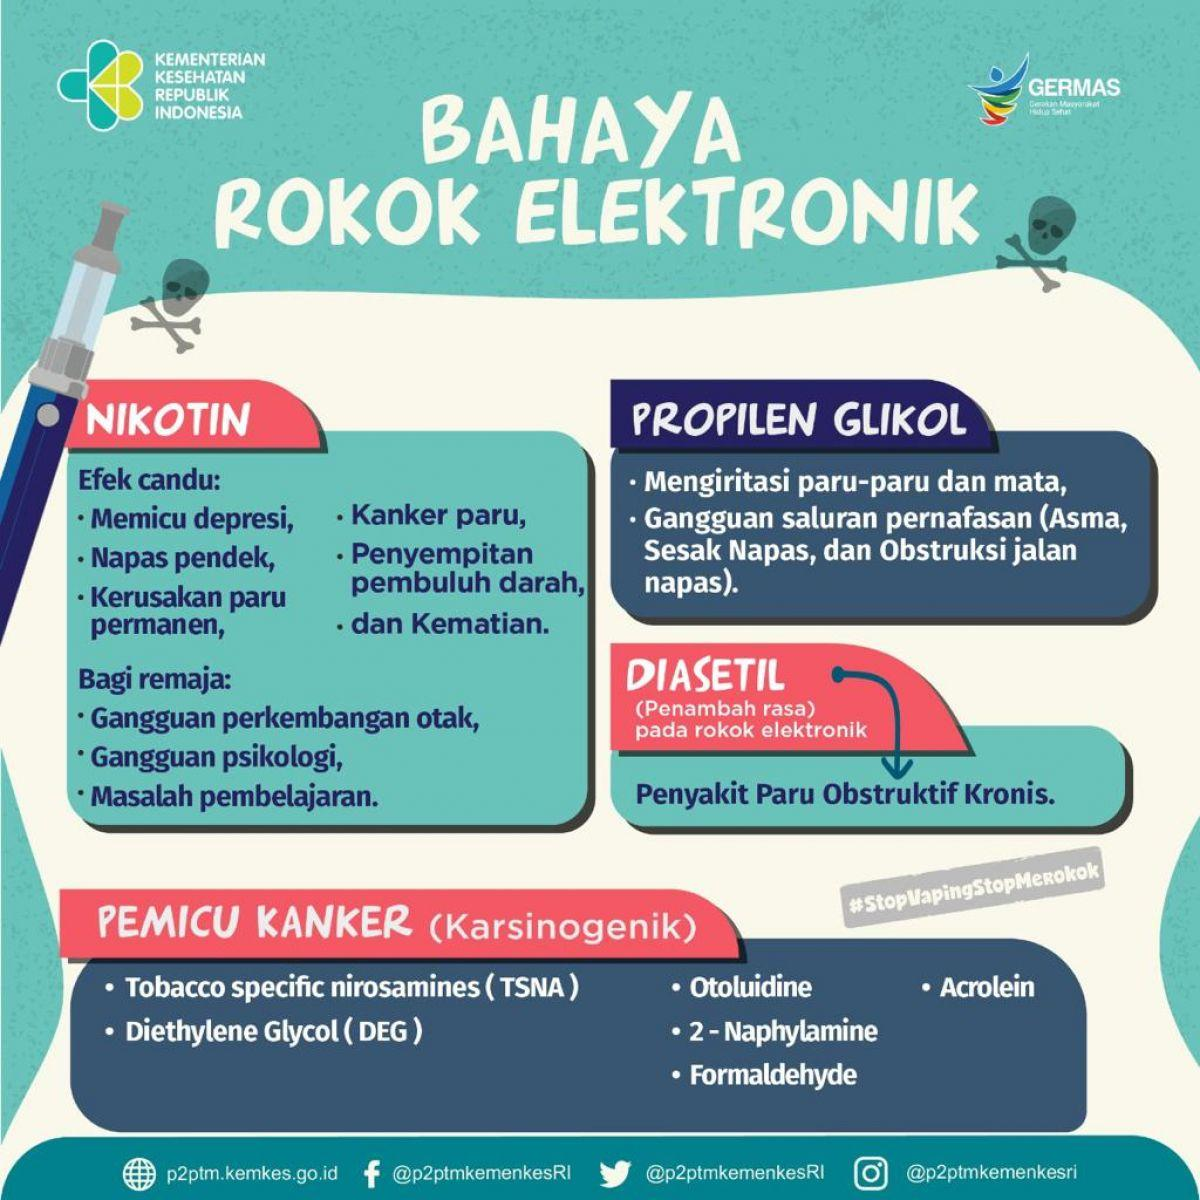 KEMENTERIAN
KESEHATAN
REPUBLIK
INDONESIA
GERMAS
Gerakan Masyarakat
Hidup Sehat
BAHAYA
ROKOK ELEKTRONIK
NIKOTIN
Efek candu:
· Memicu depresi,
· Napas pendek,
· Kerusakan paru
permanen,
· Kanker paru,
· Penyempitan
pembuluh darah,
· dan Kematian.
Bagi remaja:
· Gangguan perkembangan otak,
· Gangguan psikologi,
· Masalah pembelajaran.
PROPILEN GLIKOL
· Mengiritasi paru-paru dan mata,
· Gangguan saluran pernafasan (Asma,
Sesak Napas, dan Obstruksi jalan
napas).
DIASETIL
(Penambah rasa)
pada rokok elektronik
Penyakit Paru Obstruktif Kronis.
#StopVapingStopMerokok
PEMICU KANKER (Karsinogenik)
• Tobacco specific nirosamines ( TSNA )
• Diethylene Glycol ( DEG )
• Otoluidine
• 2 - Naphylamine
• Formaldehyde
• Acrolein
p2ptm.kemkes.go.id
@p2ptmkemenkesRI
@p2ptmkemenkesRI
@p2ptmkemenkesri